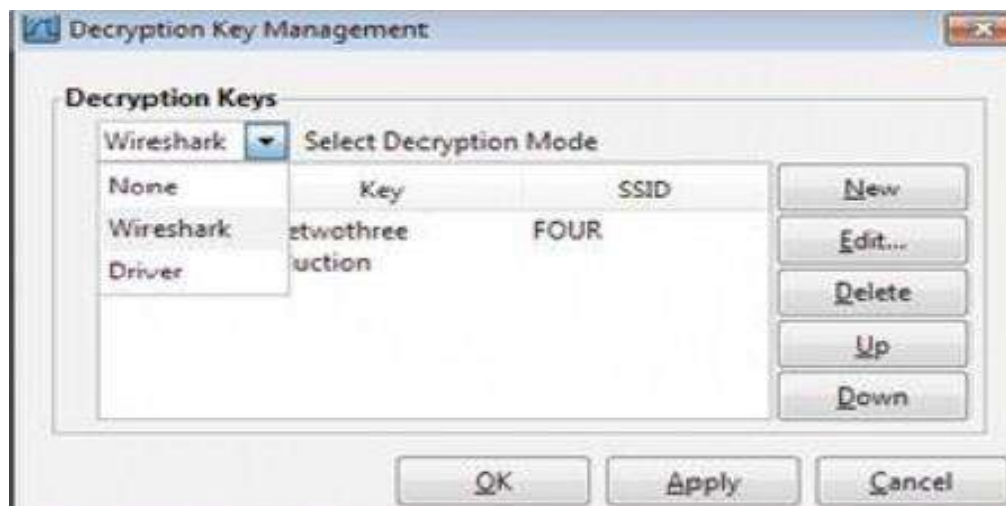 Decryption Key Management
Decryption Keys
Wireshark Select Decryption Mode
None
Wireshark
Driver
Key SSID
etwothree FOUR
uction
New
Edit...
Delete
Up
Down
OK Apply Cancel